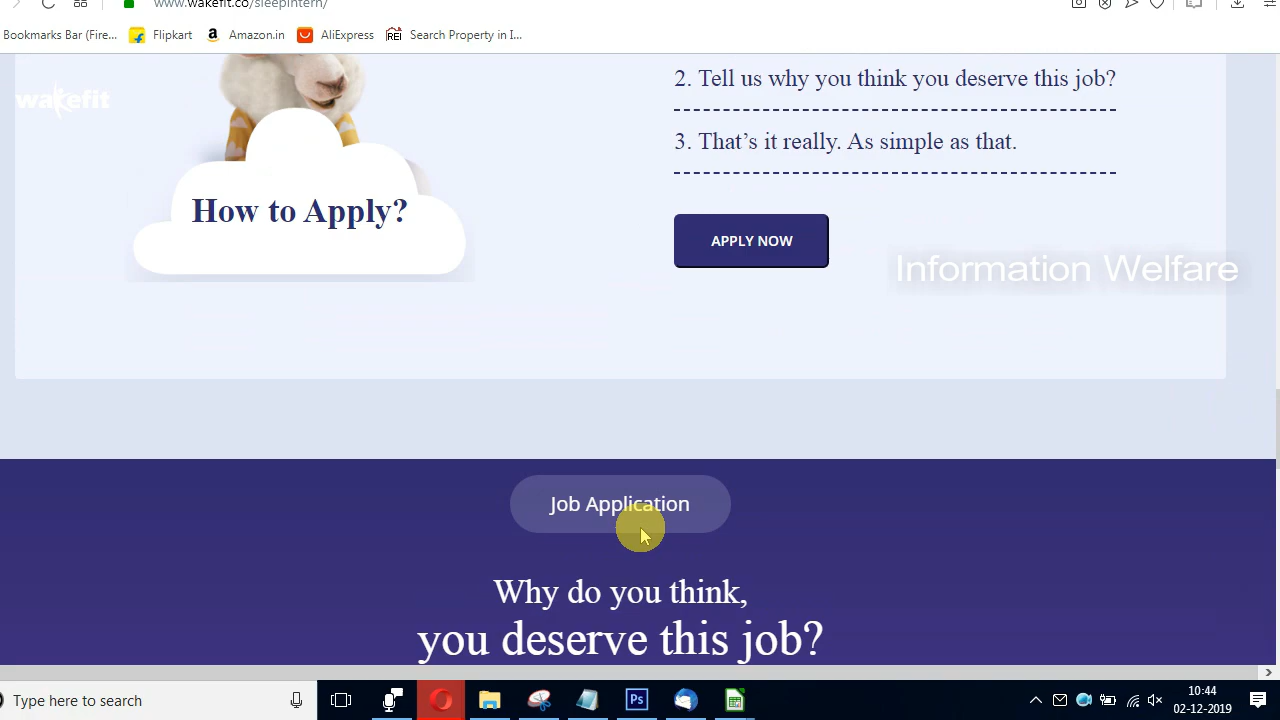 www.wakefit.co/sleepintern/
Bookmarks Bar (Fire... Flipkart Amazon.in AliExpress REI Search Property in I...
wakefit
2. Tell us why you think you deserve this job?
3. That's it really. As simple as that.
How to Apply?
APPLY NOW
Information Welfare
Job Application
Why do you think,
you deserve this job?
Type here to search
Ps
10:44
02-12-2019